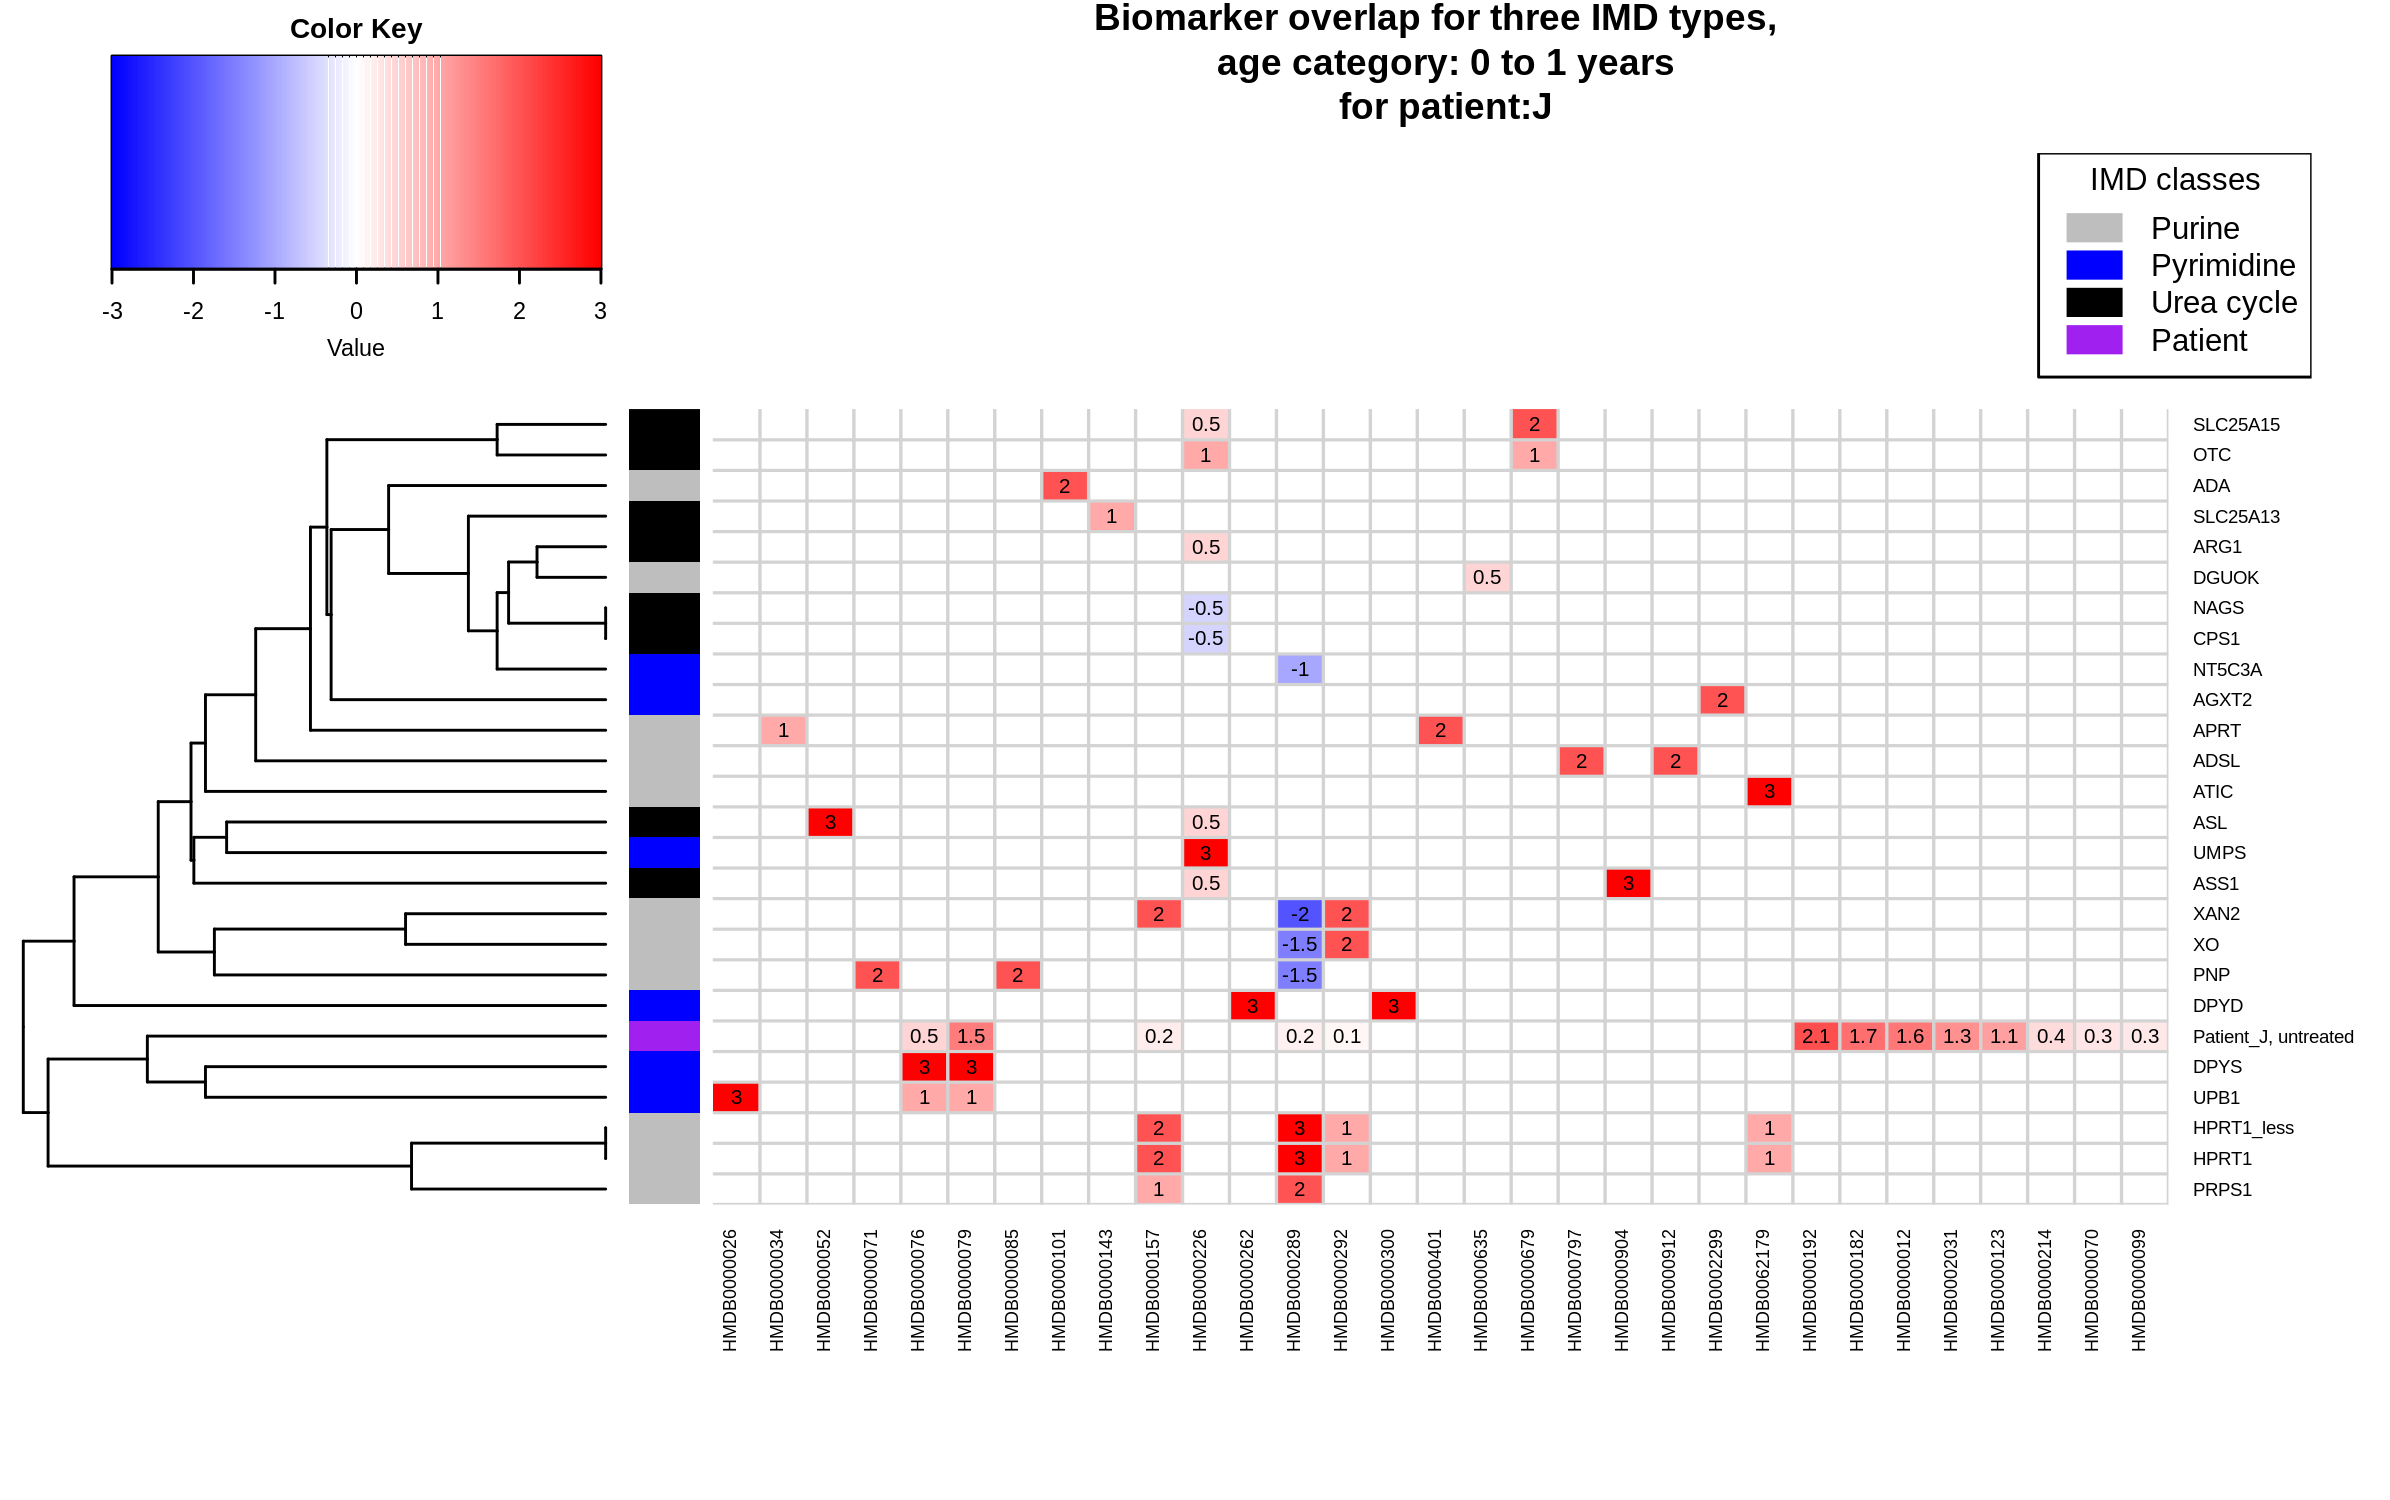 Color Key
-3 -2 -1 0 1 2 3
Value
Biomarker overlap for three IMD types,
age category: 0 to 1 years
for patient:J
IMD classes
Purine
Pyrimidine
Urea cycle
Patient
0.5 2 SLC25A15
1 1 OTC
2 ADA
1 SLC25A13
0.5 ARG1
0.5 DGUOK
-0.5 NAGS
-0.5 CPS1
-1 NT5C3A
2 AGXT2
1 2 APRT
2 2 ADSL
3 ATIC
3 0.5 ASL
3 UMPS
0.5 3 ASS1
2 -2 2 XAN2
-1.5 2 XO
2 2 -1.5 PNP
3 3 DPYD
0.5 1.5 0.2 0.2 0.1 2.1 1.7 1.6 1.3 1.1 0.4 0.3 0.3 Patient_J, untreated
3 3 DPYS
3 1 1 UPB1
2 3 1 1 HPRT1_less
2 3 1 1 HPRT1
1 2 PRPS1
HMDB0000026
HMDB0000034
HMDB0000052
HMDB0000071
HMDB0000076
HMDB0000079
HMDB0000085
HMDB0000101
HMDB0000143
HMDB0000157
HMDB0000226
HMDB0000262
HMDB0000289
HMDB0000292
HMDB0000300
HMDB0000401
HMDB0000635
HMDB0000679
HMDB0000797
HMDB0000904
HMDB0000912
HMDB0002299
HMDB0062179
HMDB0000192
HMDB0000182
HMDB0000012
HMDB0002031
HMDB0000123
HMDB0000214
HMDB0000070
HMDB0000099